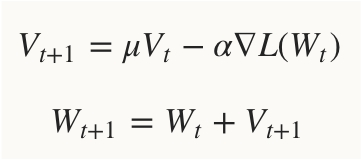 V_{t+1} = μV_t − α∇L(W_t)
W_{t+1} = W_t + V_{t+1}